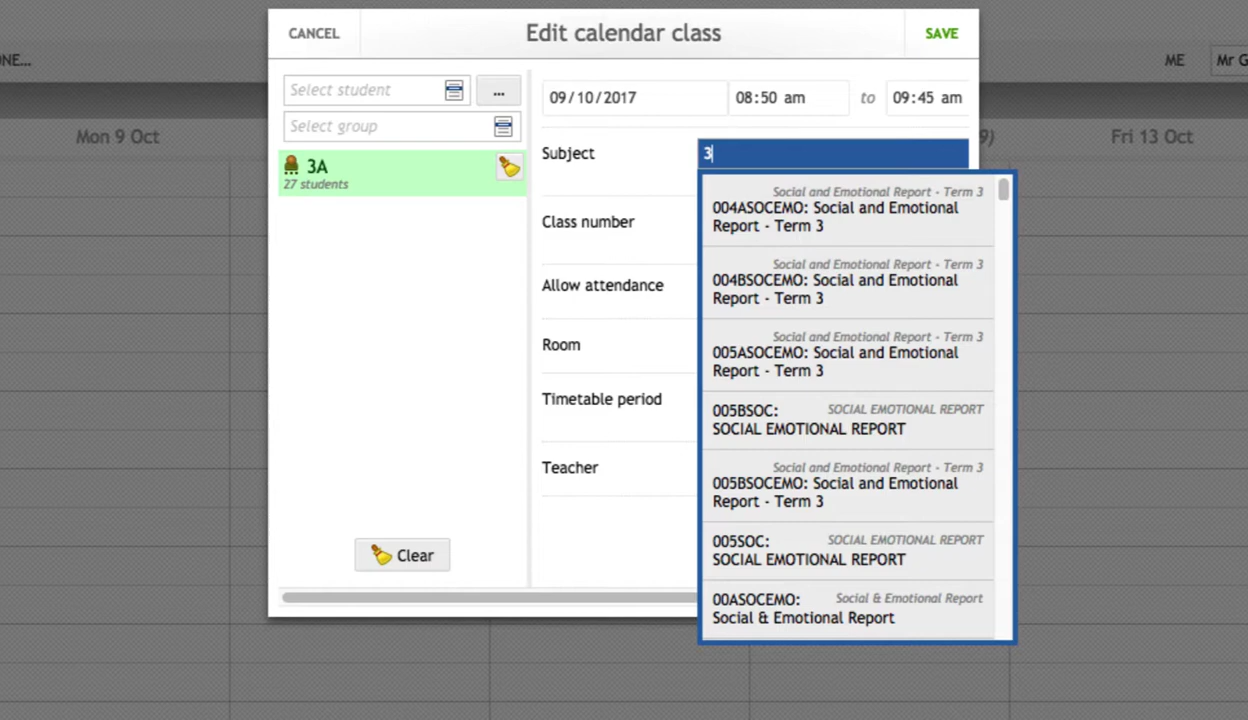 CANCEL
Edit calendar class
SAVE
ONE...
ME
Mr G
Select student
...
09/10/2017
08:50 am
to
09:45 am
Select group
Mon 9 Oct
9)
Fri 13 Oct
3A
27 students
Subject
3
Class number
Allow attendance
Room
Timetable period
Teacher
Social and Emotional Report - Term 3
004ASOCEMO: Social and Emotional
Report - Term 3
Social and Emotional Report - Term 3
004BSOCEMO: Social and Emotional
Report - Term 3
Social and Emotional Report - Term 3
005ASOCEMO: Social and Emotional
Report - Term 3
005BSOC: SOCIAL EMOTIONAL REPORT
SOCIAL EMOTIONAL REPORT
Social and Emotional Report - Term 3
005BSOCEMO: Social and Emotional
Report - Term 3
005SOC: SOCIAL EMOTIONAL REPORT
SOCIAL EMOTIONAL REPORT
00ASOCEMO: Social & Emotional Report
Social & Emotional Report
Clear